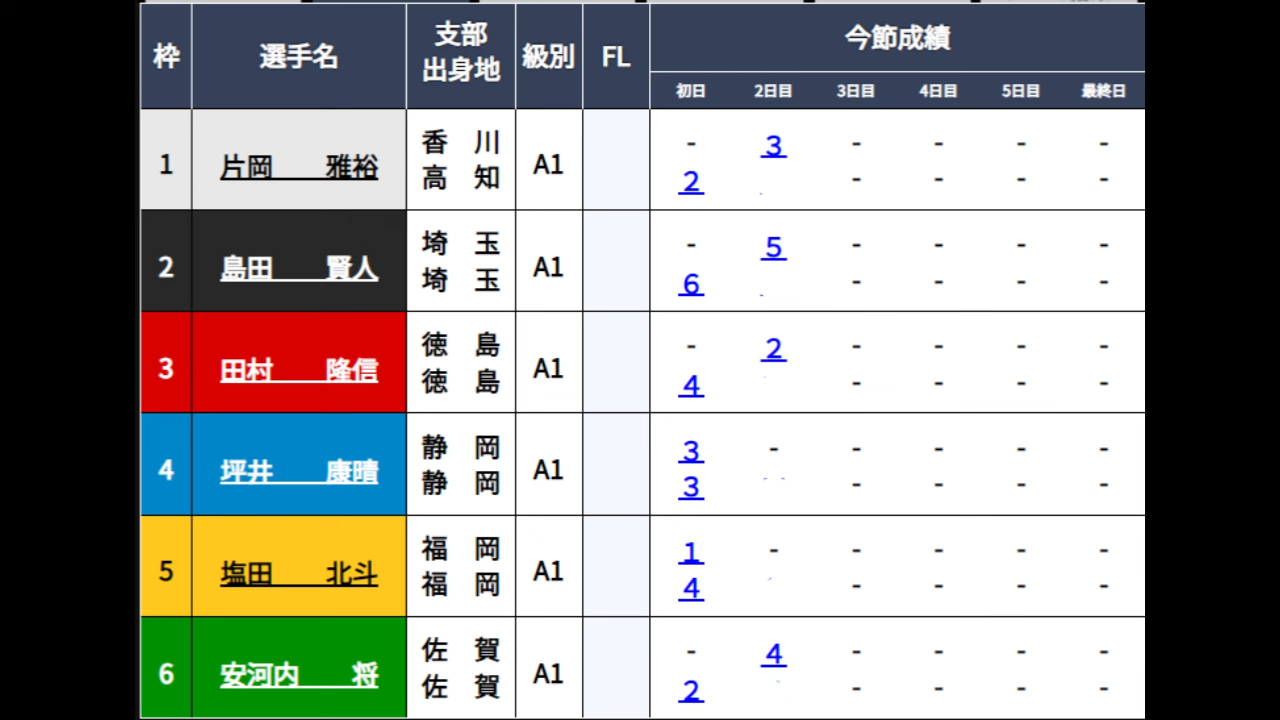 枠 選手名 支部 出身地 級別 FL 今節成績
初日 2日目 3日目 4日目 5日目 最終日
1 片岡 雅裕 香川 高知 A1
- 3 - - - -
2 - - - -
2 島田 賢人 埼玉 埼玉 A1
- 5 - - - -
6 - - - -
3 田村 隆信 徳島 徳島 A1
- 2 - - - -
4 - - - -
4 坪井 康晴 静岡 静岡 A1
3 - - - - -
3 - - - -
5 塩田 北斗 福岡 福岡 A1
1 - - - - -
4 - - - -
6 安河内 将 佐賀 佐賀 A1
- 4 - - - -
2 - - - -